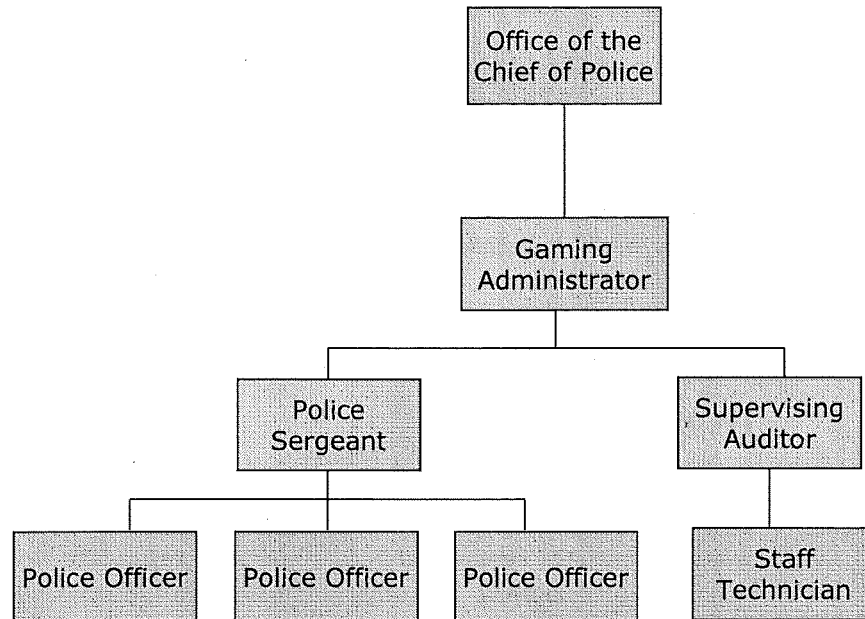 Office of the
Chief of Police
Gaming
Administrator
Police
Sergeant
Supervising
Auditor
Police Officer
Police Officer
Police Officer
Staff
Technician